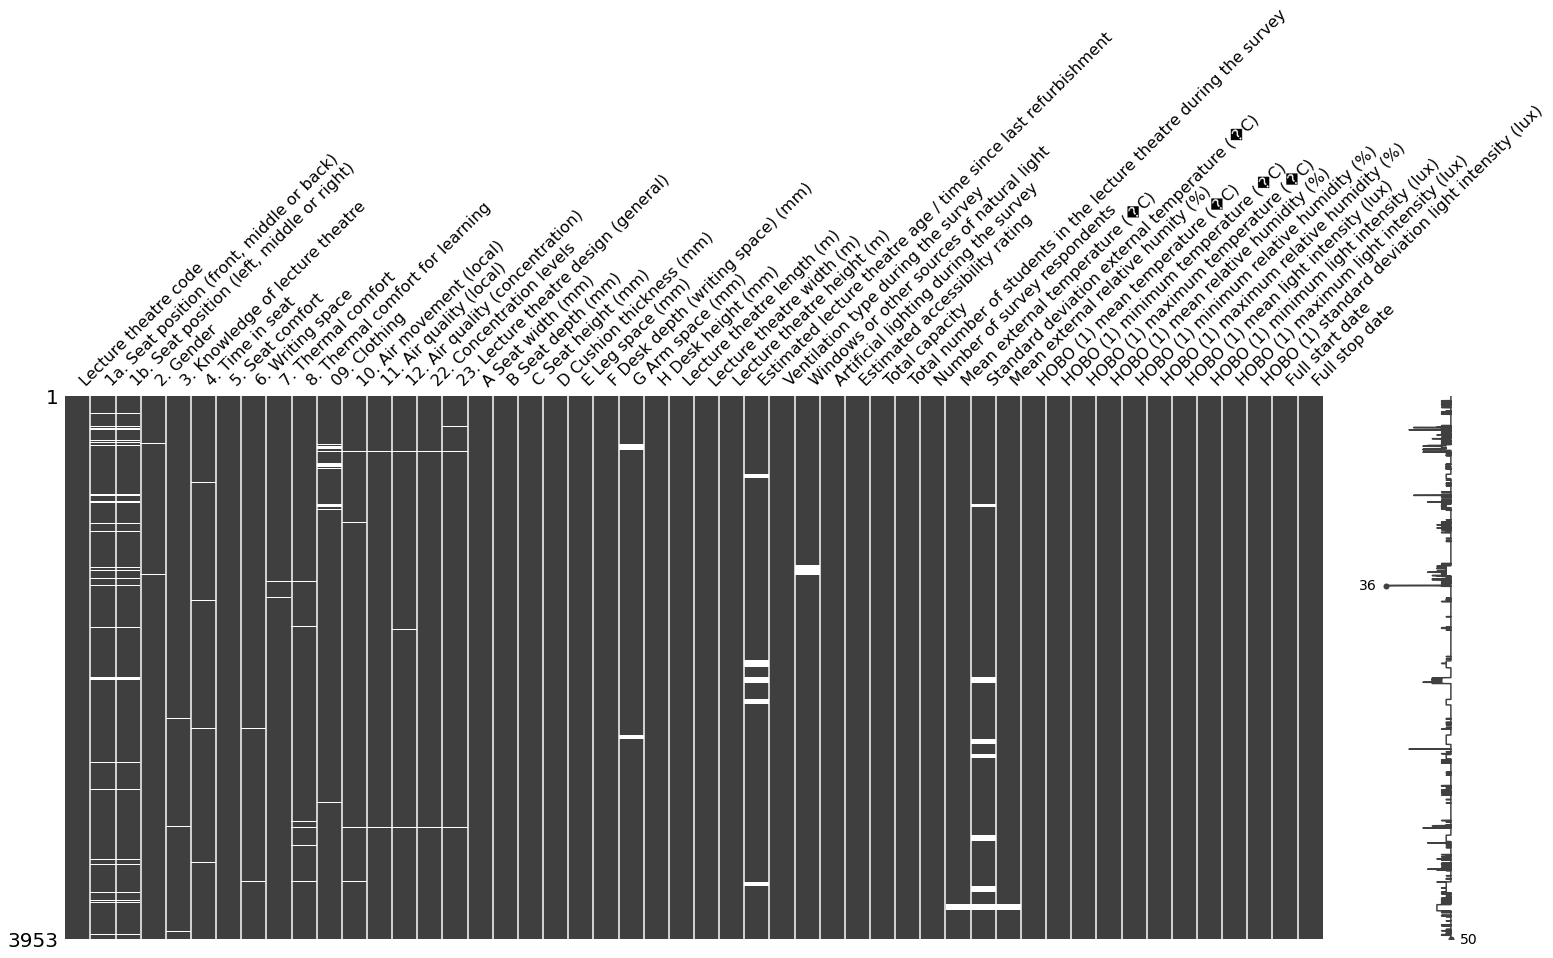 Lecture theatre code
1a. Seat position (front, middle or back)
1b. Seat position (left, middle or right)
2. Gender
3. Knowledge of lecture theatre
4. Time in seat
5. Seat comfort
6. Writing space
7. Thermal comfort
8. Thermal comfort for learning
09. Clothing
10. Air movement (local)
11. Air quality (local)
12. Air quality (concentration)
22. Concentration levels
23. Lecture theatre design (general)
A Seat width (mm)
B Seat depth (mm)
C Seat height (mm)
D Cushion thickness (mm)
E Leg space (mm)
F Desk depth (writing space) (mm)
G Arm space (mm)
H Desk height (mm)
Lecture theatre length (m)
Lecture theatre width (m)
Lecture theatre height (m)
Estimated lecture theatre age / time since last refurbishment
Ventilation type during the survey
Windows or other sources of natural light
Artificial lighting during the survey
Estimated accessibility rating
Total capacity
Total number of students in the lecture theatre during the survey
Number of survey respondents
Mean external temperature (�C)
Standard deviation external temperature (�C)
Mean external relative humidity (%)
HOBO (1) mean temperature (�C)
HOBO (1) minimum temperature (�C)
HOBO (1) maximum temperature (�C)
HOBO (1) mean relative humidity (%)
HOBO (1) minimum relative humidity (%)
HOBO (1) maximum relative humidity (%)
HOBO (1) mean light intensity (lux)
HOBO (1) minimum light intensity (lux)
HOBO (1) maximum light intensity (lux)
HOBO (1) standard deviation light intensity (lux)
Full start date
Full stop date
1
36
3953
50